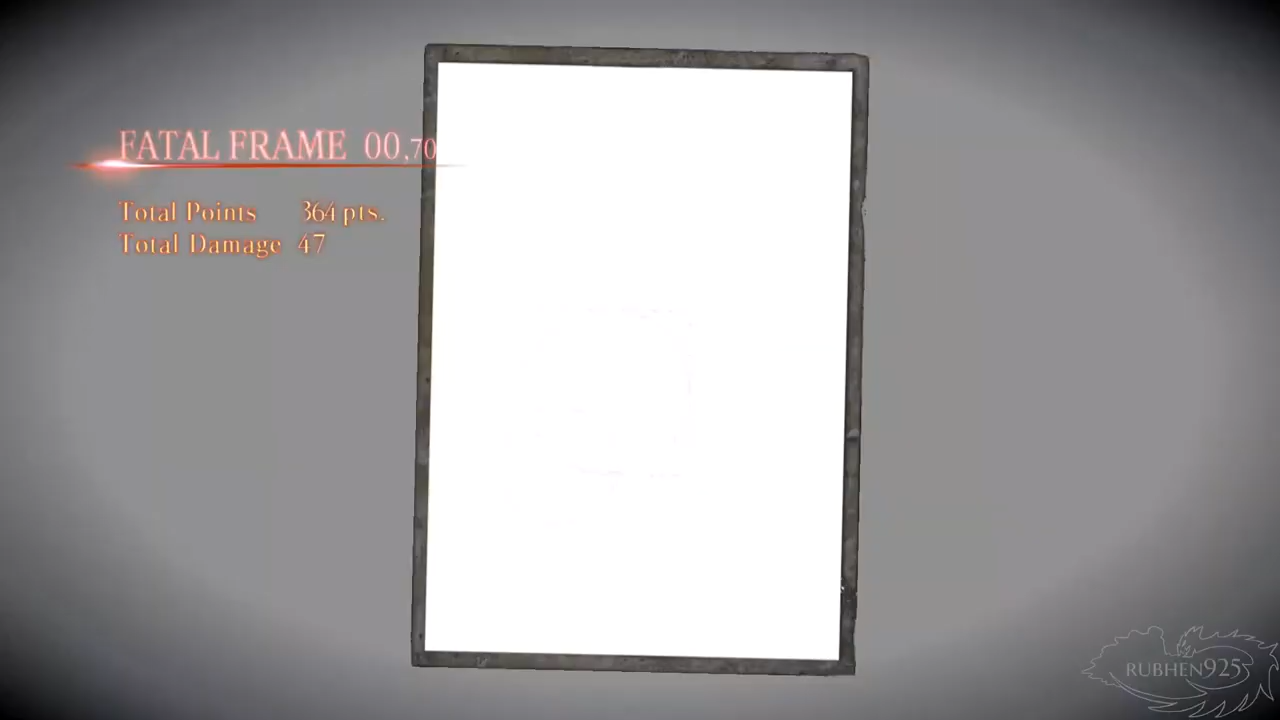 FATAL FRAME 00.70
Total Points 364 pts.
Total Damage 47
RUBHEN925